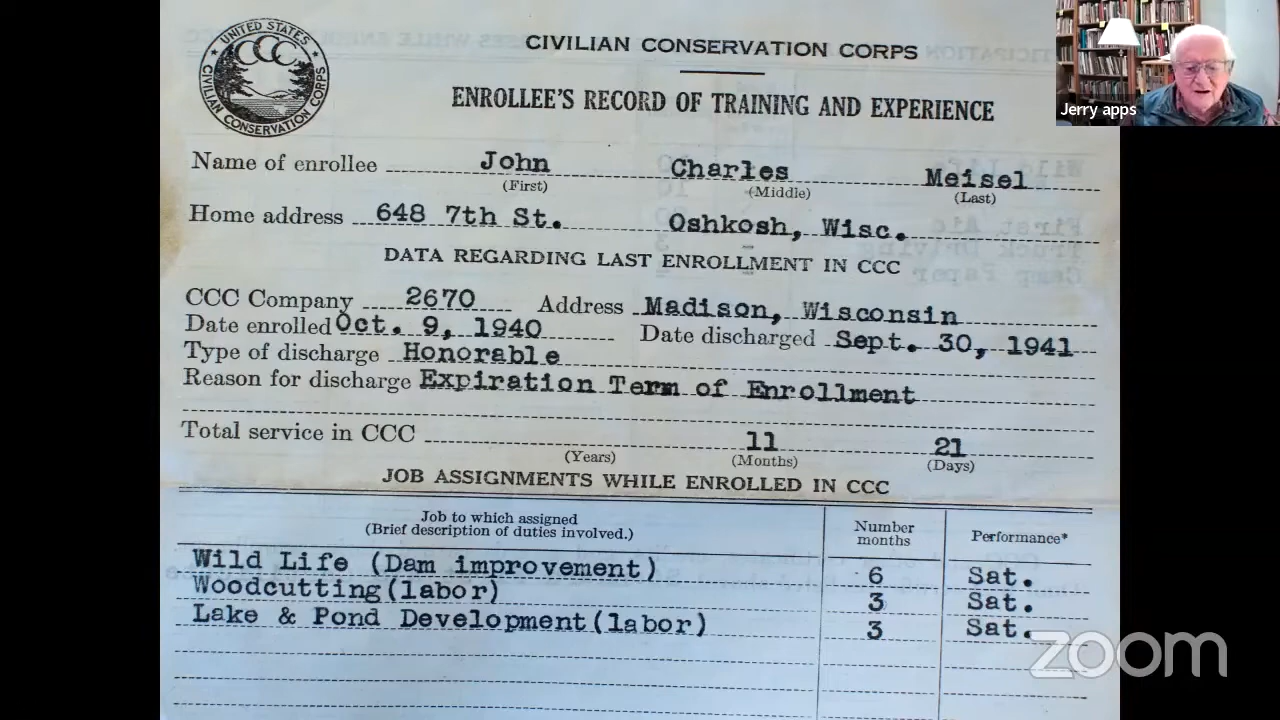 UNITED STATES
CCC
CIVILIAN CONSERVATION CORPS
CIVILIAN CONSERVATION CORPS
ENROLLEE'S RECORD OF TRAINING AND EXPERIENCE
Jerry apps
Name of enrollee John Charles Meisel
(First) (Middle) (Last)
Home address 648 7th St. Oshkosh, Wisc.
DATA REGARDING LAST ENROLLMENT IN CCC
CCC Company 2670 Address Madison, Wisconsin
Date enrolled Oct. 9, 1940 Date discharged Sept. 30, 1941
Type of discharge Honorable
Reason for discharge Expiration Term of Enrollment
Total service in CCC 11 21
(Years) (Months) (Days)
JOB ASSIGNMENTS WHILE ENROLLED IN CCC
Job to which assigned
(Brief description of duties involved.)
Number
months
Performance*
Wild Life (Dam improvement) 6 Sat.
Woodcutting(labor) 3 Sat.
Lake & Pond Development(labor) 3 Sat.
zoom